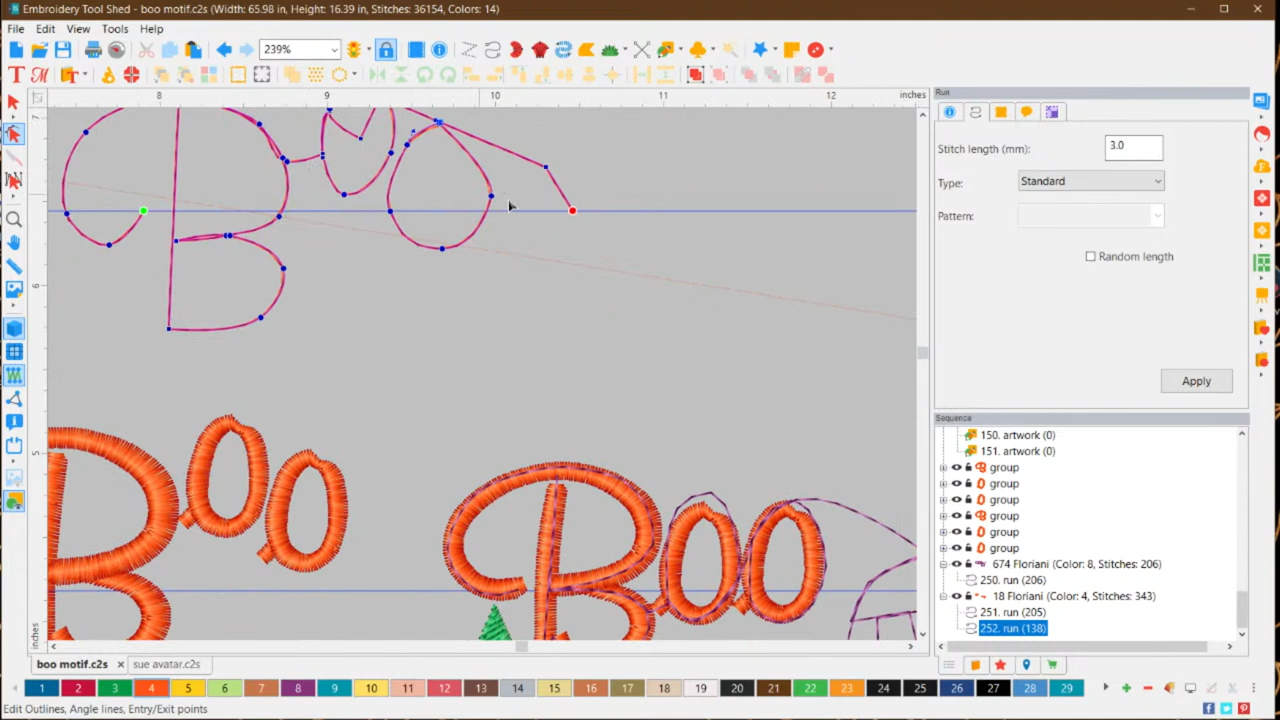 Embroidery Tool Shed - boo motif.c2s (Width: 65.98 in, Height: 16.39 in, Stitches: 36154, Colors: 14)
File Edit View Tools Help
239%
8 9 10 11 12 inches
7
6
5
inches
Boo
Boo
Run
Stitch length (mm): 3.0
Type: Standard
Pattern:
Random length
Apply
Sequence
150. artwork (0)
151. artwork (0)
group
group
group
group
group
group
674 Floriani (Color: 8, Stitches: 206)
250. run (206)
18 Floriani (Color: 4, Stitches: 343)
251. run (205)
252. run (138)
boo motif.c2s × sue avatar.c2s
1 2 3 4 5 6 7 8 9 10 11 12 13 14 15 16 17 18 19 20 21 22 23 24 25 26 27 28 29
Edit Outlines, Angle lines, Entry/Exit points